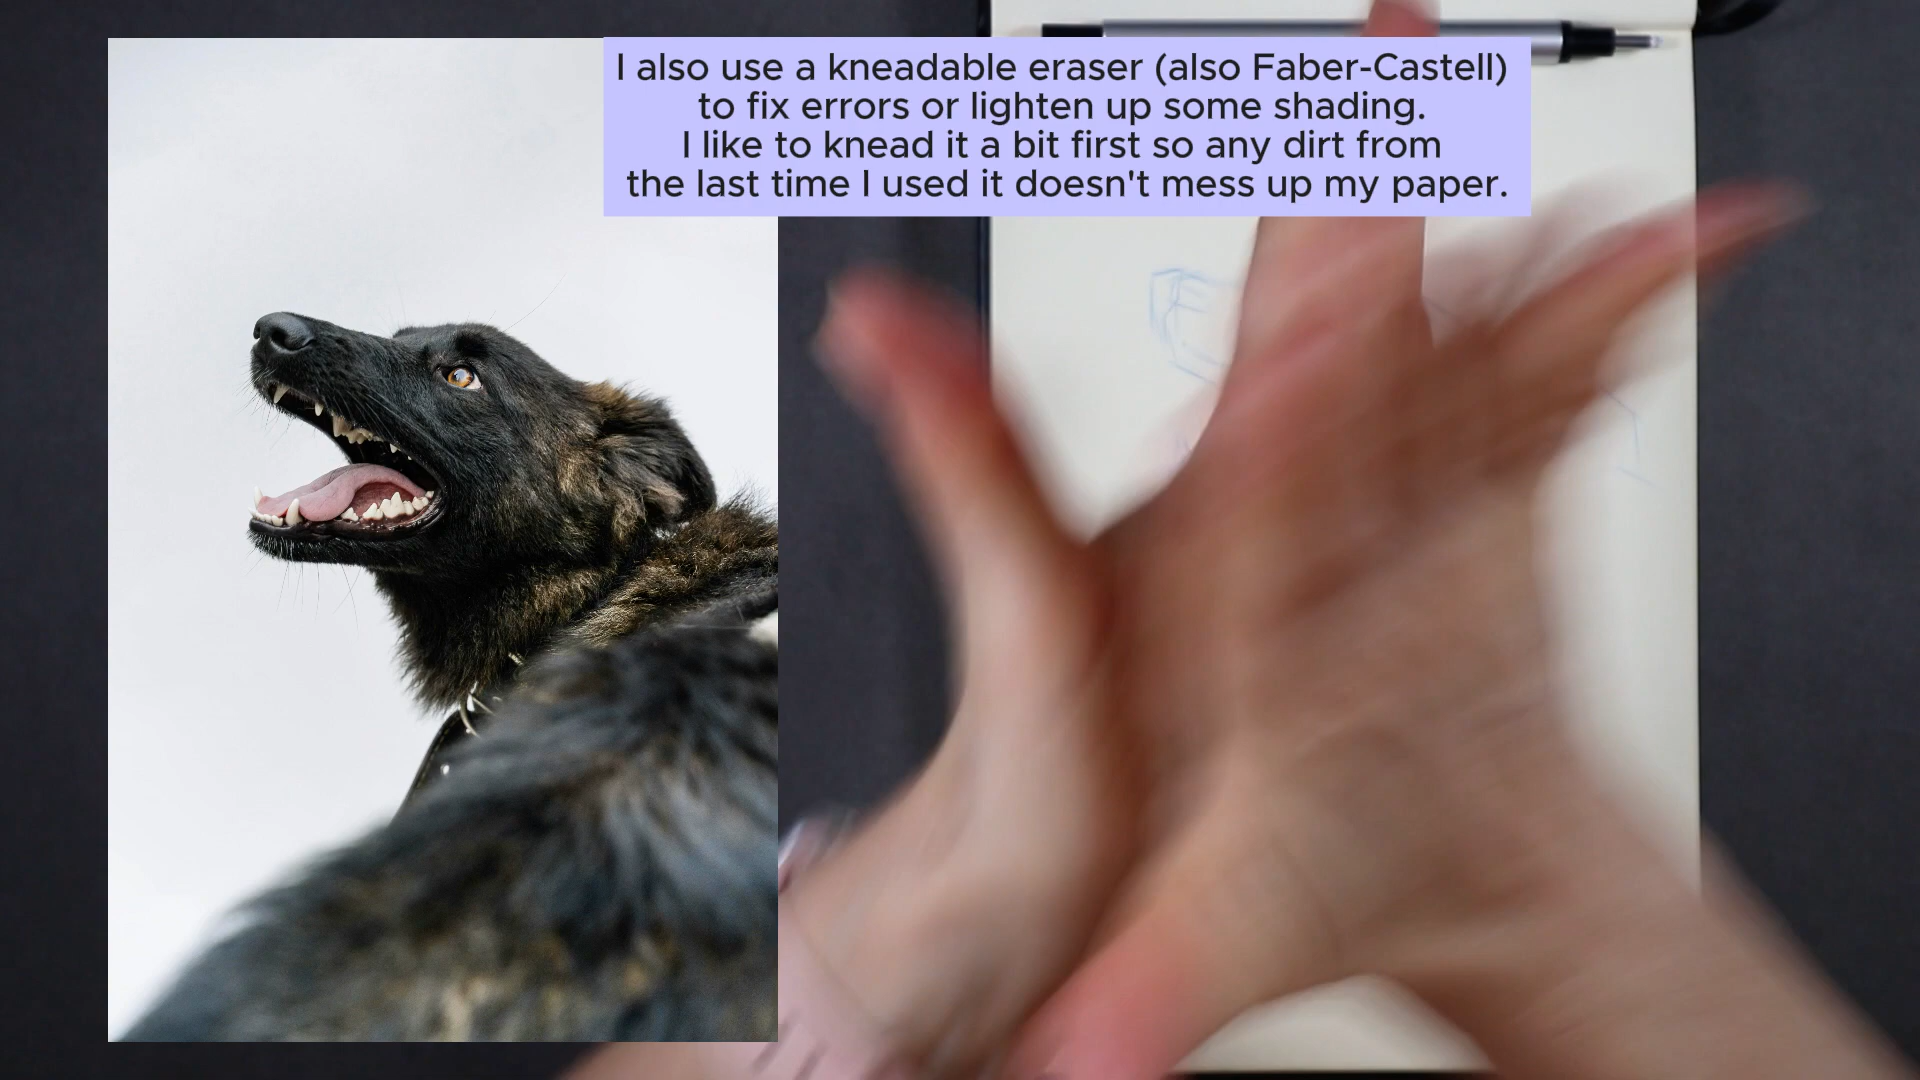 I also use a kneadable eraser (also Faber-Castell)
to fix errors or lighten up some shading.
I like to knead it a bit first so any dirt from
the last time I used it doesn't mess up my paper.